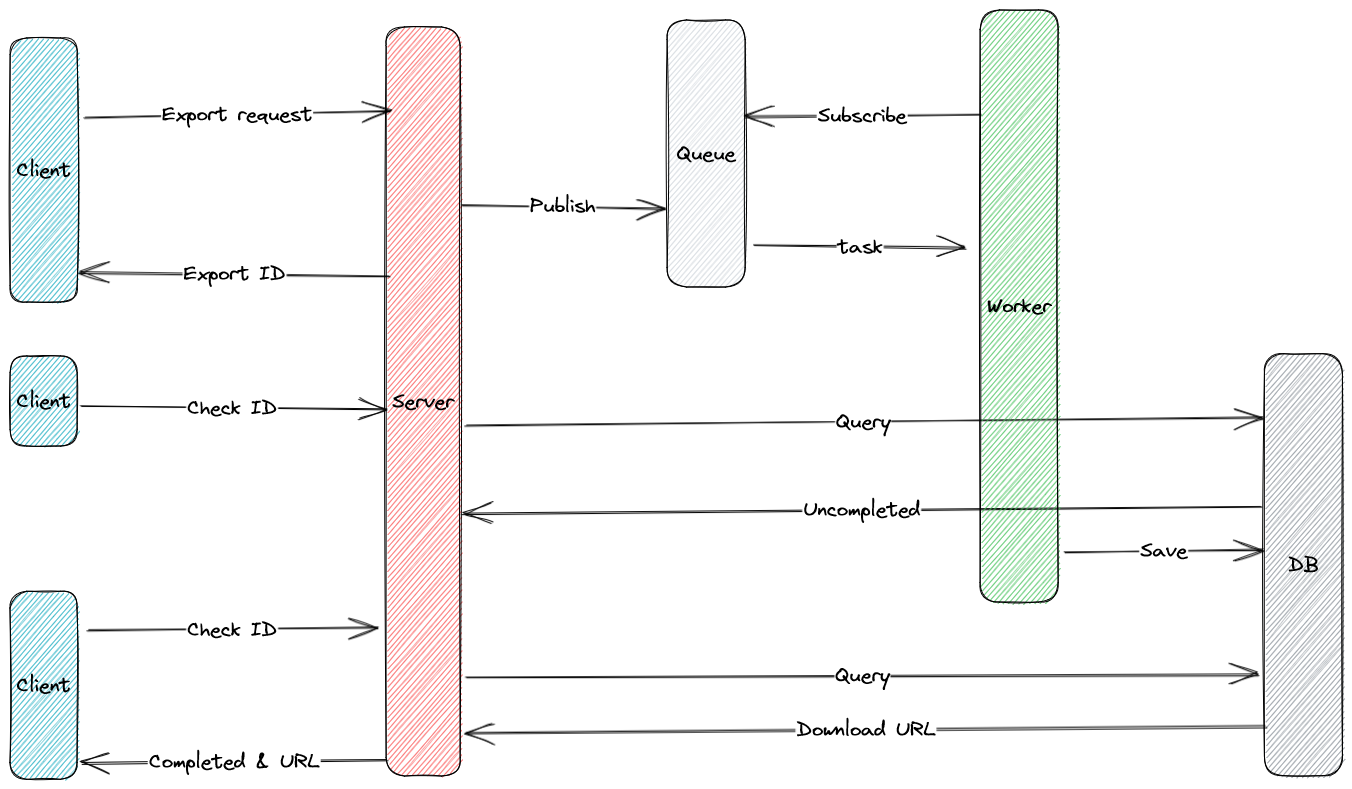 Export request
Subscribe
Queue
Client
Publish
task
Export ID
Worker
Client
Check ID
Server
Query
Uncompleted
Save
DB
Check ID
Query
Client
Download URL
Completed & URL